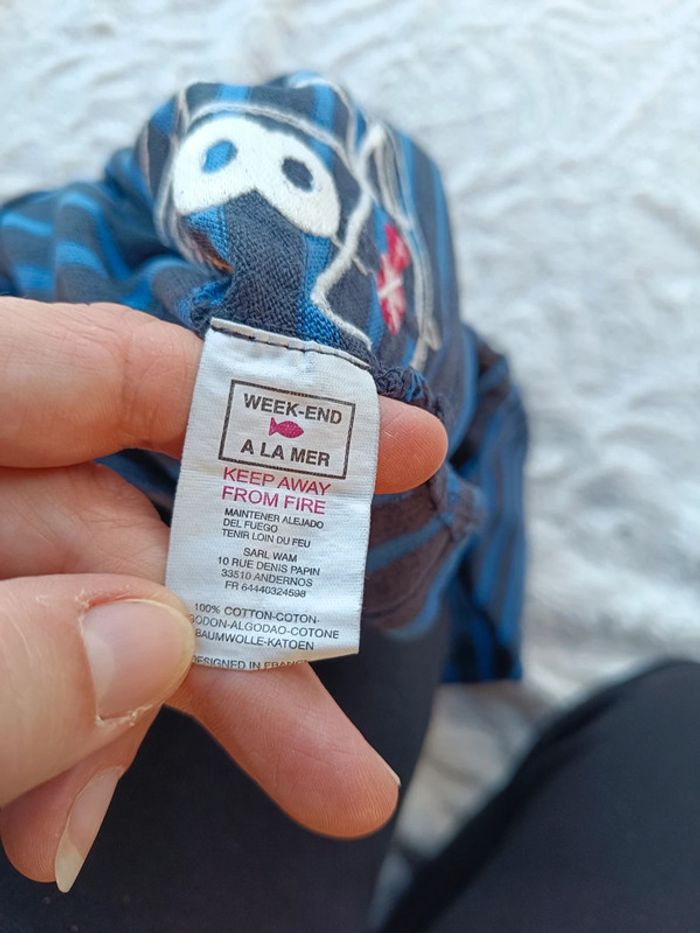 WEEK-END
A LA MER
KEEP AWAY
FROM FIRE
MAINTENER ALEJADO
DEL FUEGO
TENIR LOIN DU FEU
SARL WAM
10 RUE DENIS PAPIN
33510 ANDERNOS
FR 64440324598
100% COTTON-COTON-
GODON-ALGODAO-COTONE
BAUMWOLLE-KATOEN
DESIGNED IN FRANCE